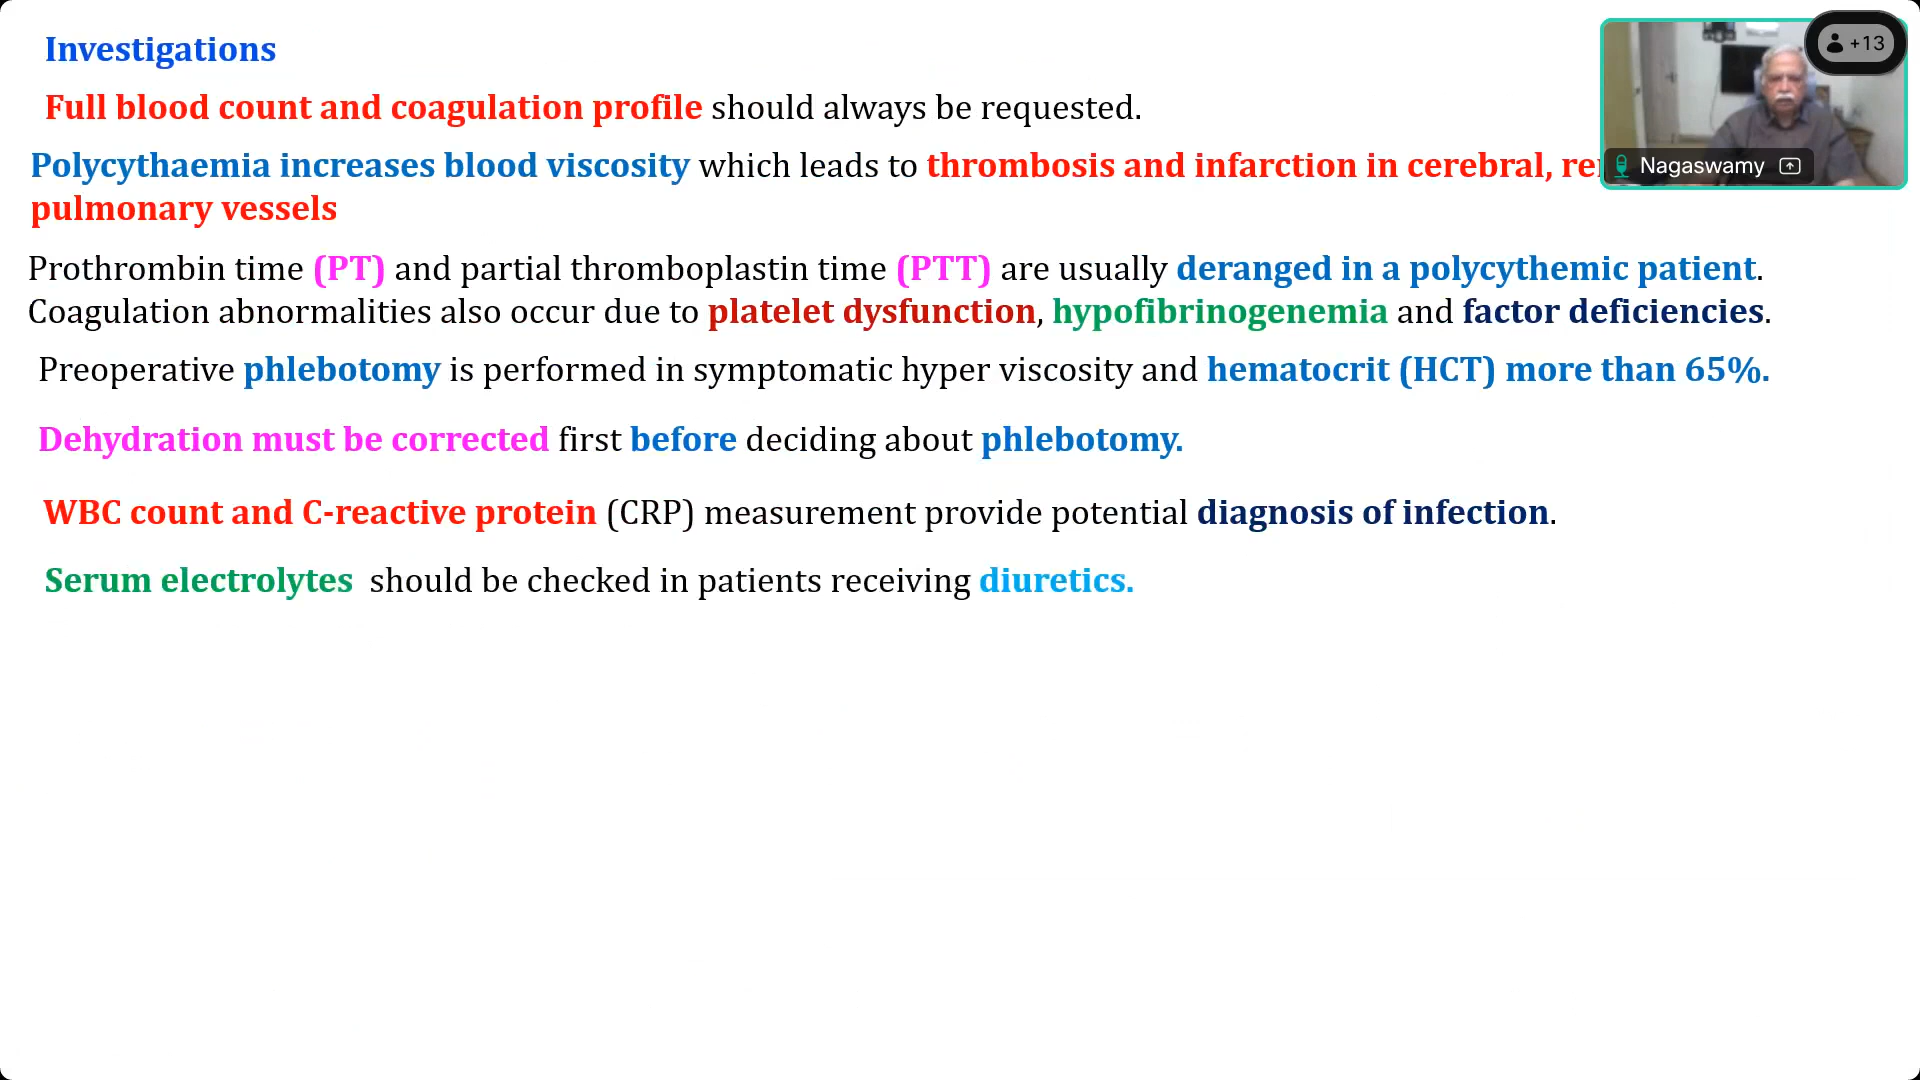 Investigations
+13
Full blood count and coagulation profile should always be requested.
Polycythaemia increases blood viscosity which leads to thrombosis and infarction in cerebral,
Nagaswamy
pulmonary vessels
Prothrombin time (PT) and partial thromboplastin time (PTT) are usually deranged in a polycythemic patient.
Coagulation abnormalities also occur due to platelet dysfunction, hypofibrinogenemia and factor deficiencies.
Preoperative phlebotomy is performed in symptomatic hyper viscosity and hematocrit (HCT) more than 65%.
Dehydration must be corrected first before deciding about phlebotomy.
WBC count and C-reactive protein (CRP) measurement provide potential diagnosis of infection.
Serum electrolytes should be checked in patients receiving diuretics.